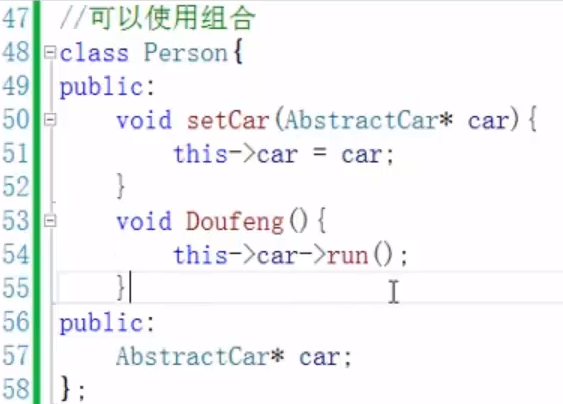 47 //可以使用组合
48 class Person{
49 public:
50     void setCar(AbstractCar* car){
51         this->car = car;
52     }
53     void Doufeng(){
54         this->car->run();
55     }
56 public:
57     AbstractCar* car;
58 };